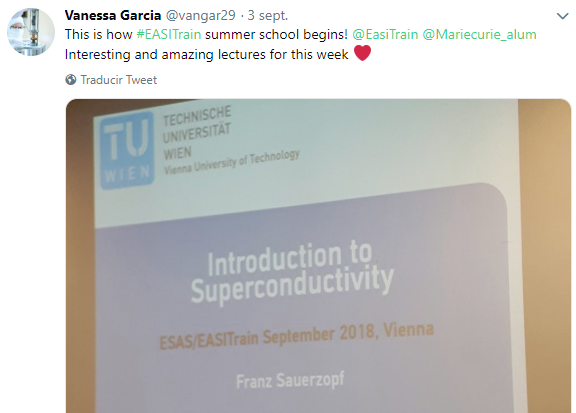 Vanessa Garcia @vangar29 · 3 sept.
This is how #EASITrain summer school begins! @EasiTrain @Mariecurie_alum
Interesting and amazing lectures for this week ❤
Traducir Tweet
TU
WIEN
TECHNISCHE
UNIVERSITÄT
WIEN
Vienna University of Technology
Introduction to
Superconductivity
ESAS/EASITrain September 2018, Vienna
Franz Sauerzopf